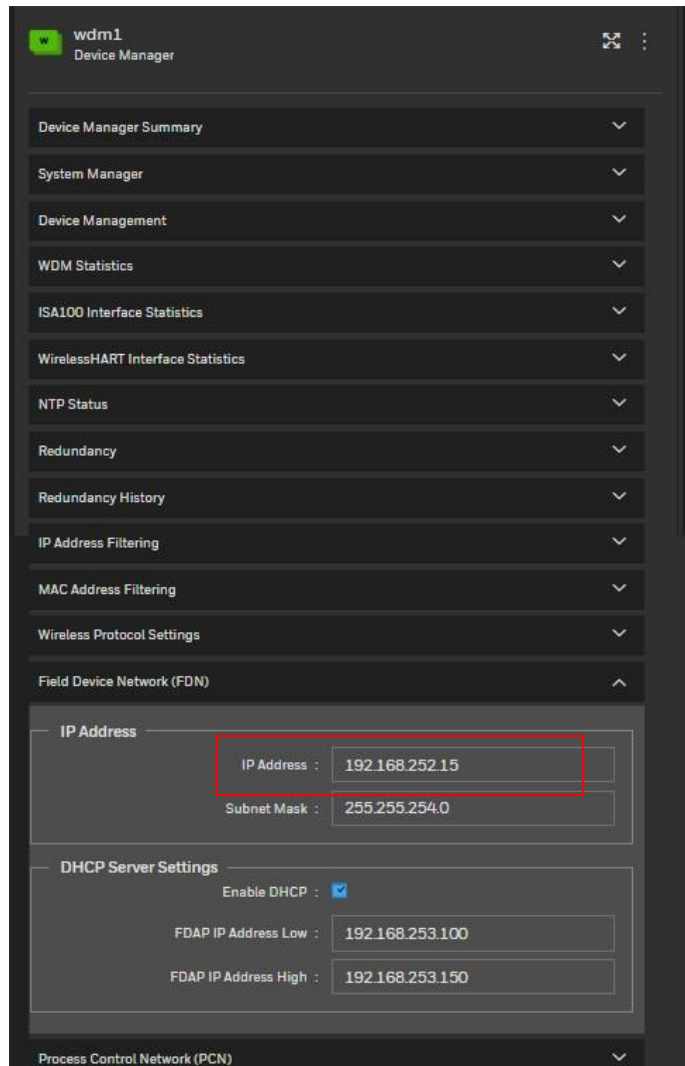 w
wdm1
Device Manager
Device Manager Summary
System Manager
Device Management
WDM Statistics
ISA100 Interface Statistics
WirelessHART Interface Statistics
NTP Status
Redundancy
Redundancy History
IP Address Filtering
MAC Address Filtering
Wireless Protocol Settings
Field Device Network (FDN)
IP Address
IP Address : 192.168.252.15
Subnet Mask : 255.255.254.0
DHCP Server Settings
Enable DHCP :
FDAP IP Address Low : 192.168.253.100
FDAP IP Address High : 192.168.253.150
Process Control Network (PCN)